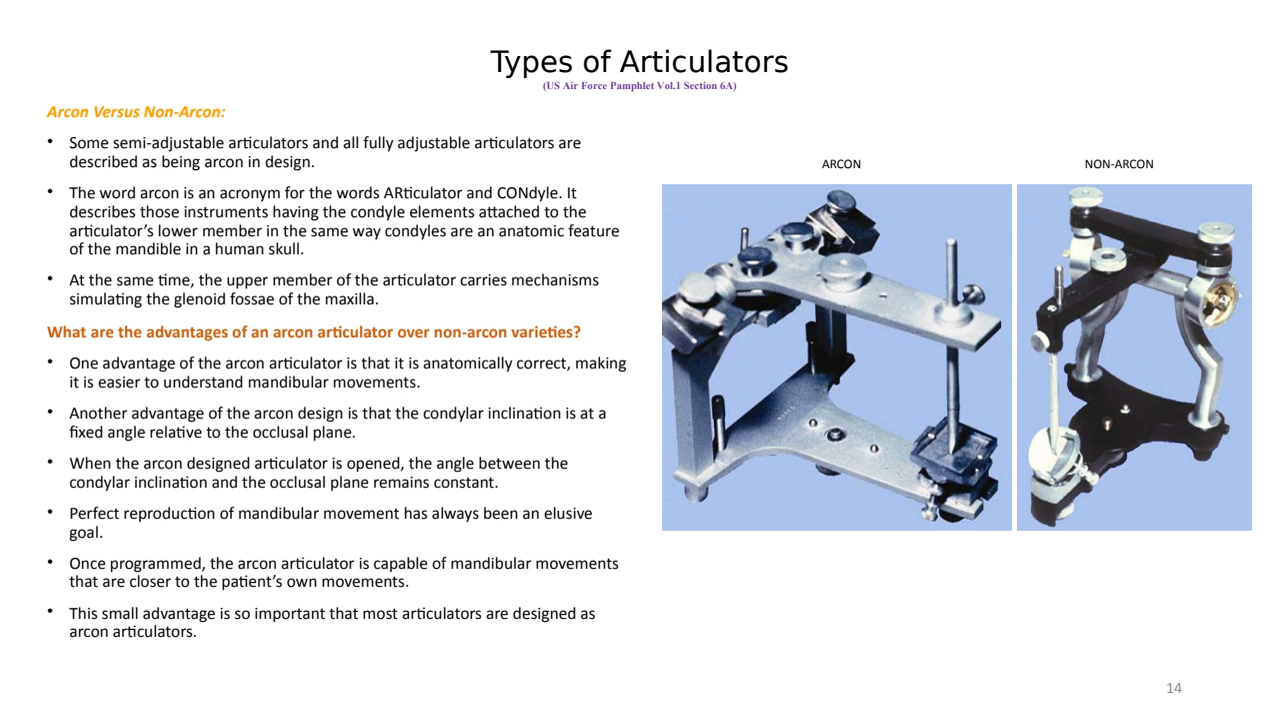 Types of Articulators
(US Air Force Pamphlet Vol.1 Section 6A)
Arcon Versus Non-Arcon:
• Some semi-adjustable articulators and all fully adjustable articulators are
described as being arcon in design.
• The word arcon is an acronym for the words ARticulator and CONdyle. It
describes those instruments having the condyle elements attached to the
articulator’s lower member in the same way condyles are an anatomic feature
of the mandible in a human skull.
• At the same time, the upper member of the articulator carries mechanisms
simulating the glenoid fossae of the maxilla.
What are the advantages of an arcon articulator over non-arcon varieties?
• One advantage of the arcon articulator is that it is anatomically correct, making
it is easier to understand mandibular movements.
• Another advantage of the arcon design is that the condylar inclination is at a
fixed angle relative to the occlusal plane.
• When the arcon designed articulator is opened, the angle between the
condylar inclination and the occlusal plane remains constant.
• Perfect reproduction of mandibular movement has always been an elusive
goal.
• Once programmed, the arcon articulator is capable of mandibular movements
that are closer to the patient’s own movements.
• This small advantage is so important that most articulators are designed as
arcon articulators.
ARCON
NON-ARCON
14